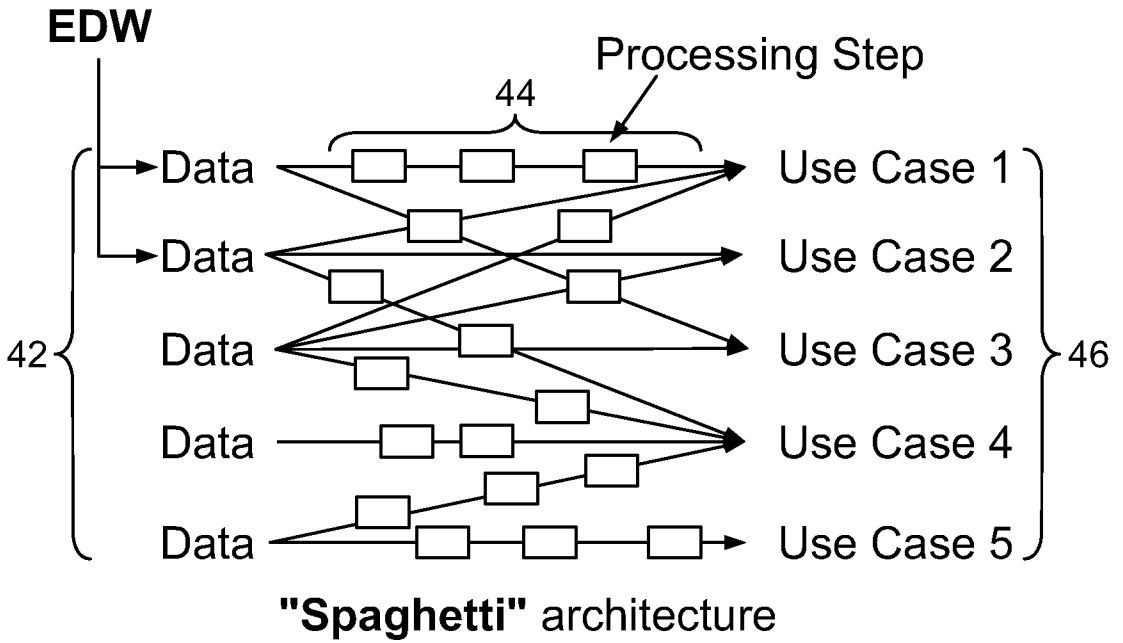 EDW
Processing Step
44
Data
Use Case 1
Data
Use Case 2
42
Data
Use Case 3
46
Data
Use Case 4
Data
Use Case 5
"Spaghetti" architecture